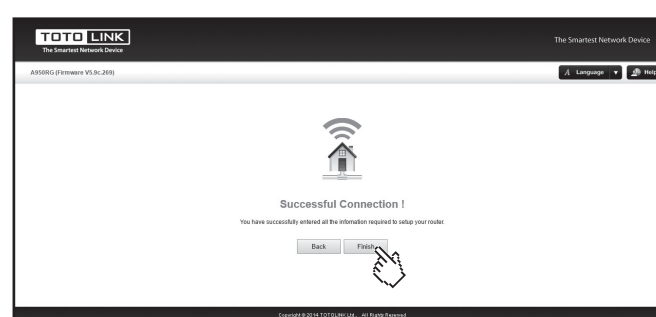 TOTO LINK
The Smartest Network Device
The Smartest Network Device
A950RG (Firmware V5.9c.269)
A Language
Help
Successful Connection !
You have successfully entered all the infomation required to setup your router.
Back
Finish
Copyright © 2014 TOTOLINK Ltd., All Rights Reserved